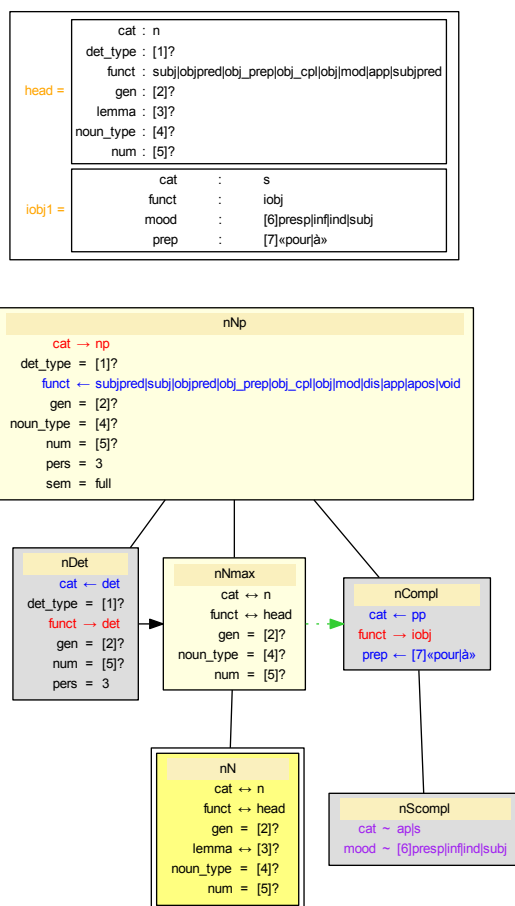 head =
cat : n
det_type : [1]?
funct : subj|objpred|obj_prep|obj_cpl|obj|mod|app|subjpred
gen : [2]?
lemma : [3]?
noun_type : [4]?
num : [5]?
iobj1 =
cat : s
funct : iobj
mood : [6]presp|inf|ind|subj
prep : [7]«pour|à»
nNp
cat → np
det_type = [1]?
funct ← subjpred|subj|objpred|obj_prep|obj_cpl|obj|mod|dis|app|apos|void
gen = [2]?
noun_type = [4]?
num = [5]?
pers = 3
sem = full
nDet
cat ← det
det_type = [1]?
funct → det
gen = [2]?
num = [5]?
pers = 3
nNmax
cat ↔ n
funct ↔ head
gen = [2]?
noun_type = [4]?
num = [5]?
nCompl
cat ← pp
funct → iobj
prep ← [7]«pour|à»
nN
cat ↔ n
funct ↔ head
gen = [2]?
lemma ↔ [3]?
noun_type = [4]?
num = [5]?
nScompl
cat ~ ap|s
mood ~ [6]presp|inf|ind|subj